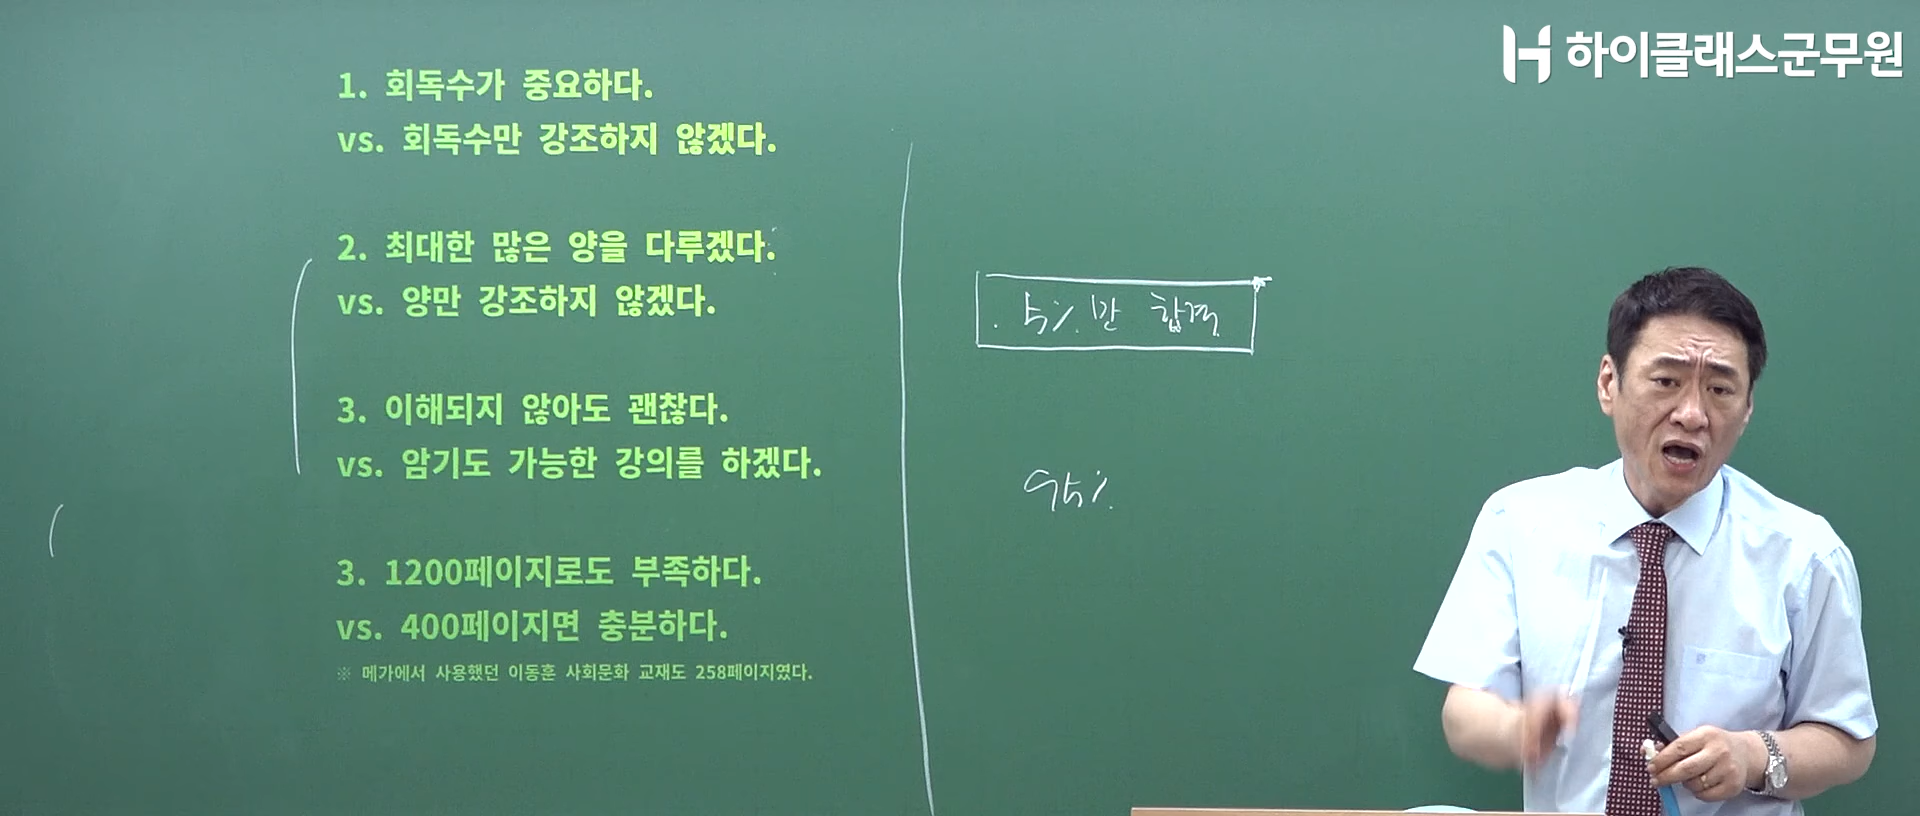 하이클래스군무원
1. 회독수가 중요하다.
vs. 회독수만 강조하지 않겠다.
2. 최대한 많은 양을 다루겠다.
vs. 양만 강조하지 않겠다.
3. 이해되지 않아도 괜찮다.
vs. 암기도 가능한 강의를 하겠다.
3. 1200페이지로도 부족하다.
vs. 400페이지면 충분하다.
※ 메가에서 사용했던 이동훈 사회문화 교재도 258페이지였다.
5% 만 합격
95%